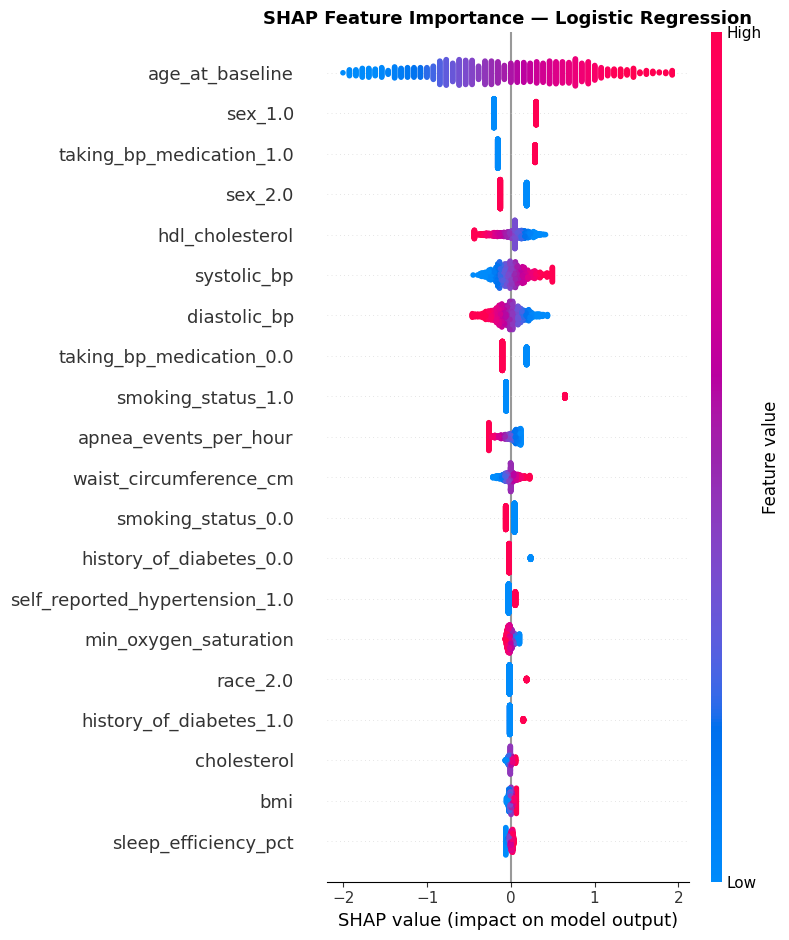 SHAP Feature Importance — Logistic Regression
High
age_at_baseline
sex_1.0
taking_bp_medication_1.0
sex_2.0
hdl_cholesterol
systolic_bp
diastolic_bp
taking_bp_medication_0.0
smoking_status_1.0
apnea_events_per_hour
waist_circumference_cm
smoking_status_0.0
history_of_diabetes_0.0
self_reported_hypertension_1.0
min_oxygen_saturation
race_2.0
history_of_diabetes_1.0
cholesterol
bmi
sleep_efficiency_pct
Feature value
Low
−2 −1 0 1 2
SHAP value (impact on model output)